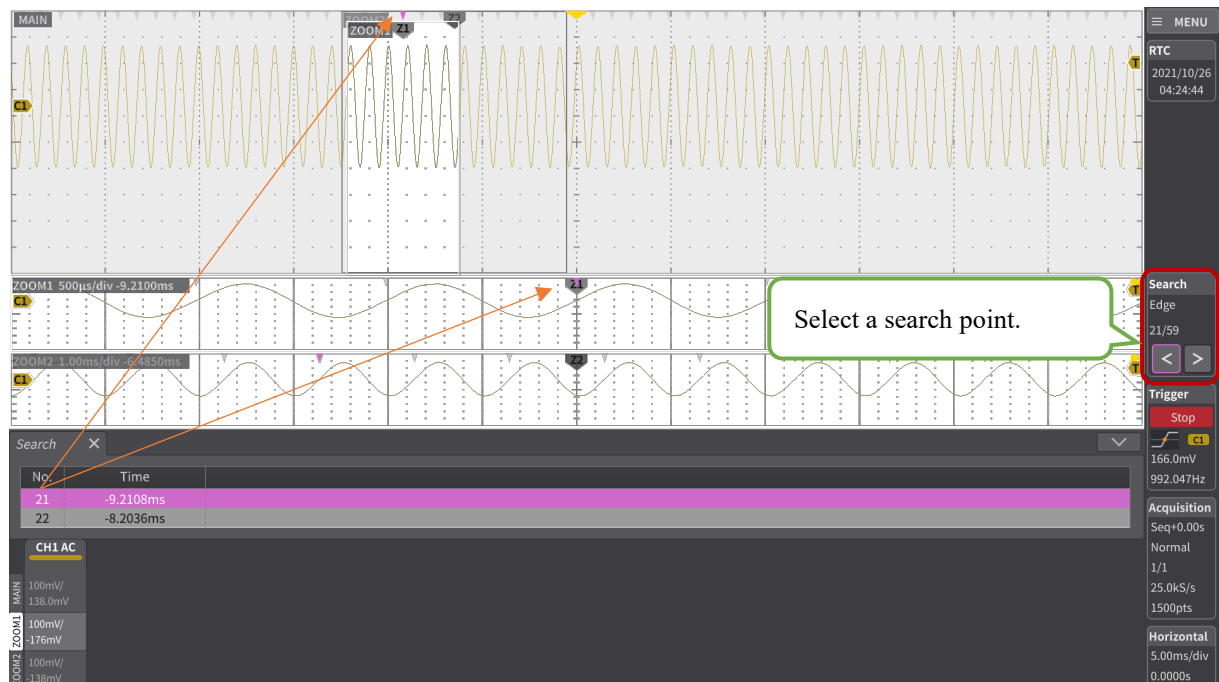 MAIN
ZOOM2
Z2
ZOOM1
Z1
T
C1
MENU
RTC
2021/10/26
04:24:44
ZOOM1 500µs/div -9.2100ms
Z1
T
C1
Select a search point.
Search
Edge
21/59
< >
ZOOM2 1.00ms/div -6.4850ms
Z2
T
C1
Trigger
Stop
C1
166.0mV
992.047Hz
Search ×
No. Time
21 -9.2108ms
22 -8.2036ms
Acquisition
Seq+0.00s
Normal
1/1
25.0kS/s
1500pts
CH1 AC
MAIN
100mV/
138.0mV
ZOOM1
100mV/
-176mV
ZOOM2
100mV/
-138mV
Horizontal
5.00ms/div
0.0000s